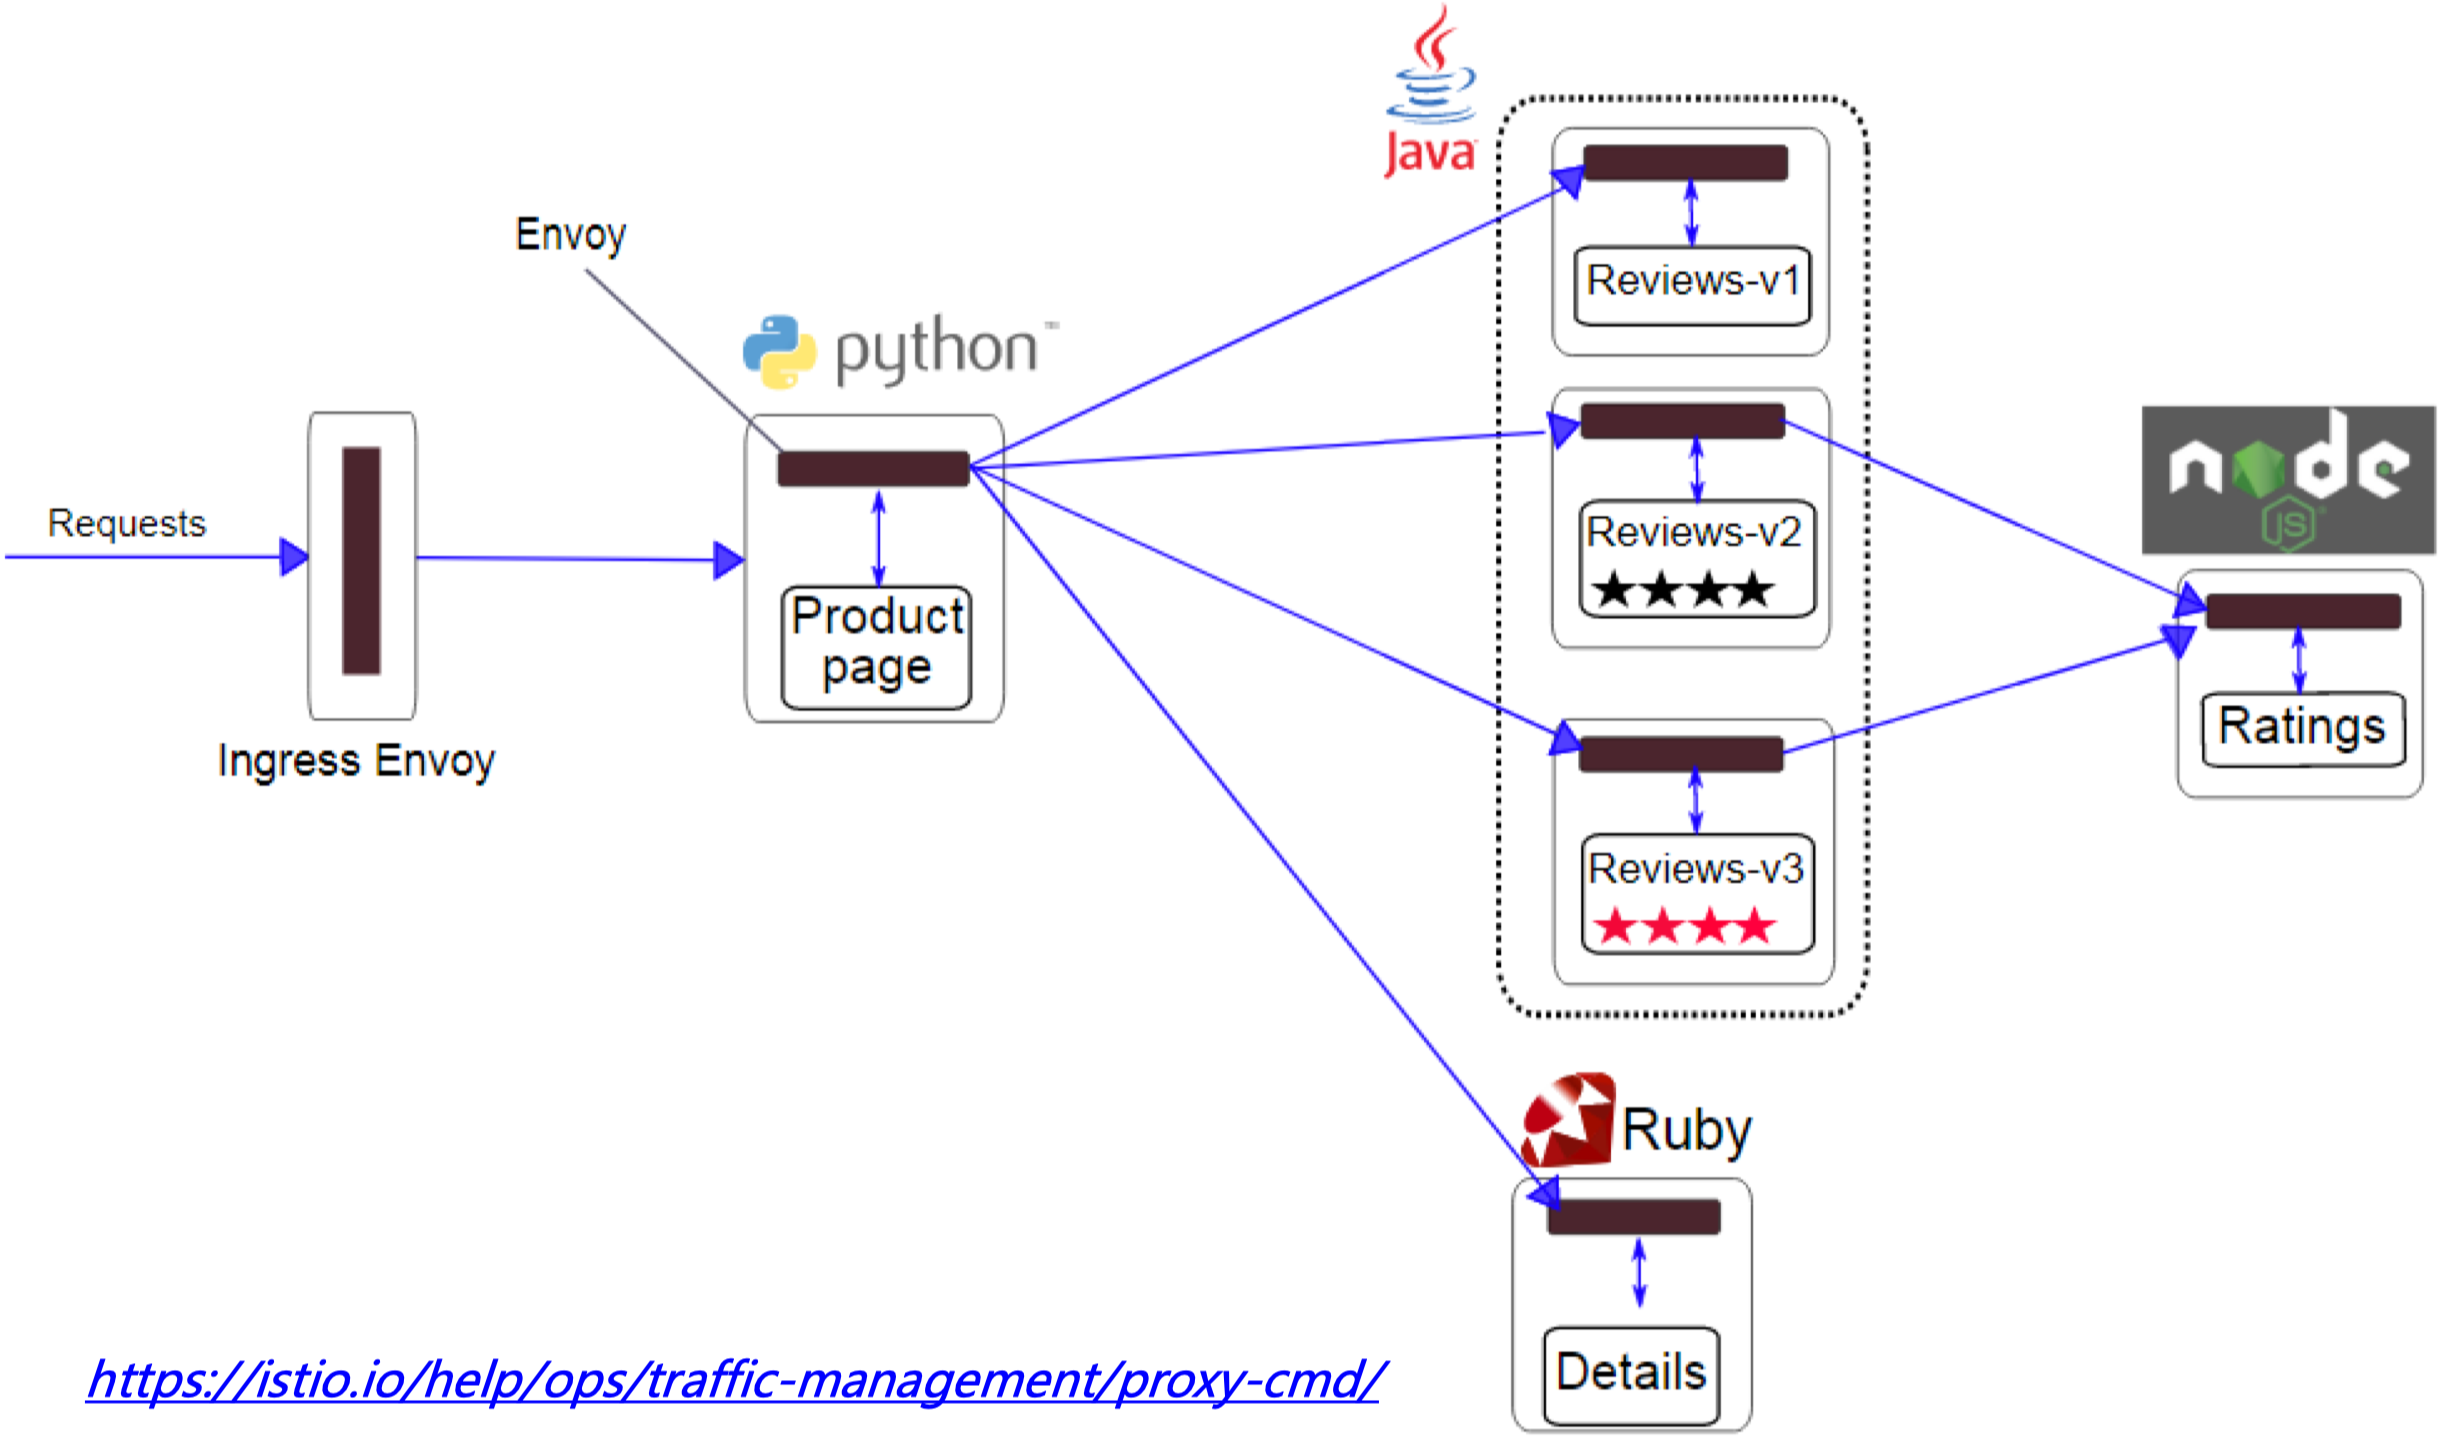 Java
Envoy
python™
Requests
Ingress Envoy
Product
page
Reviews-v1
Reviews-v2
Reviews-v3
node
JS
Ratings
Ruby
Details
https://istio.io/help/ops/traffic-management/proxy-cmd/